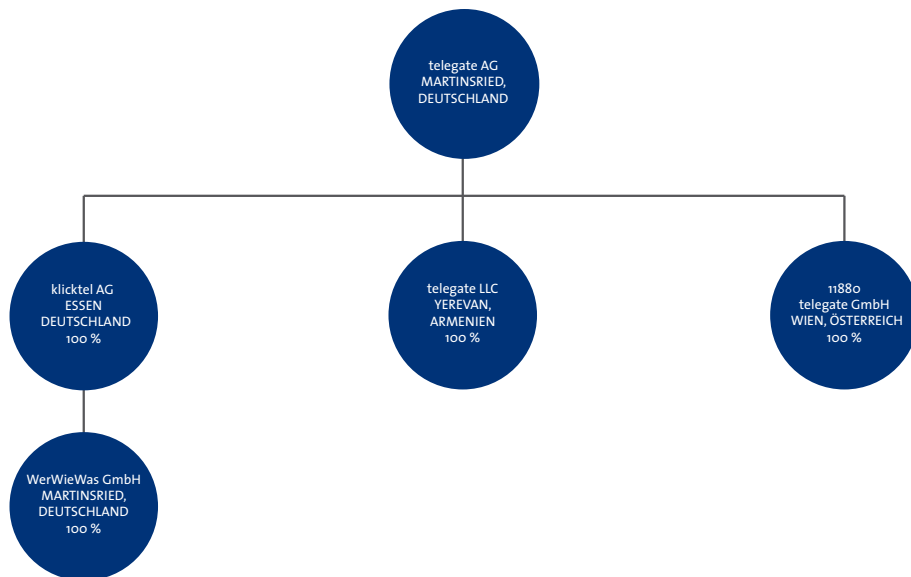 telegate AG
MARTINSRIED,
DEUTSCHLAND
klicktel AG
ESSEN
DEUTSCHLAND
100 %
telegate LLC
YEREVAN,
ARMENIEN
100 %
11880
telegate GmbH
WIEN, ÖSTERREICH
100 %
WerWieWas GmbH
MARTINSRIED,
DEUTSCHLAND
100 %